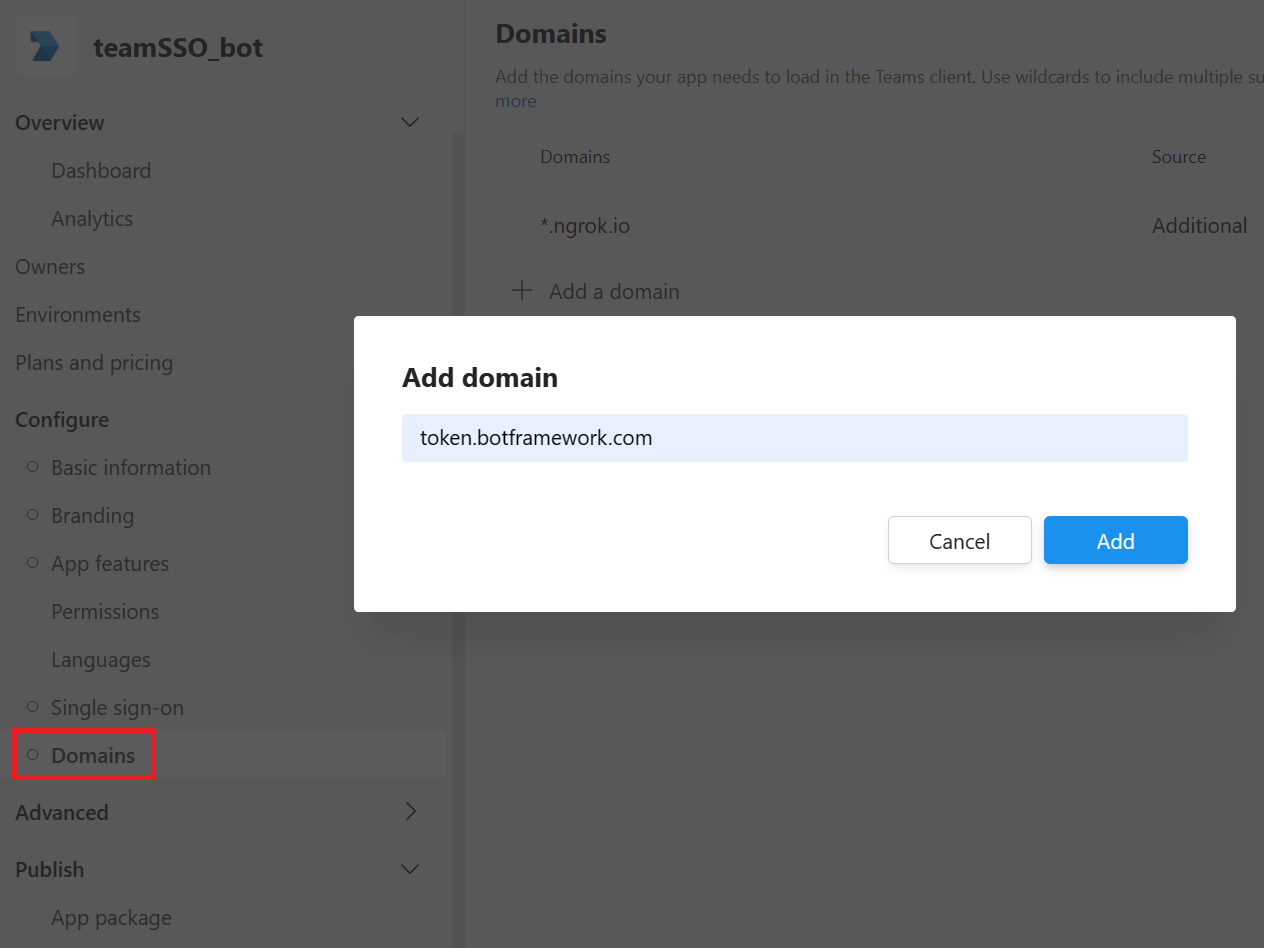 teamSSO_bot
Overview
Dashboard
Analytics
Owners
Environments
Plans and pricing
Configure
Basic information
Branding
App features
Permissions
Languages
Single sign-on
Domains
Advanced
Publish
App package
Domains
Add the domains your app needs to load in the Teams client. Use wildcards to include multiple su
more
Domains Source
*.ngrok.io Additional
Add a domain
Add domain
token.botframework.com
Cancel Add